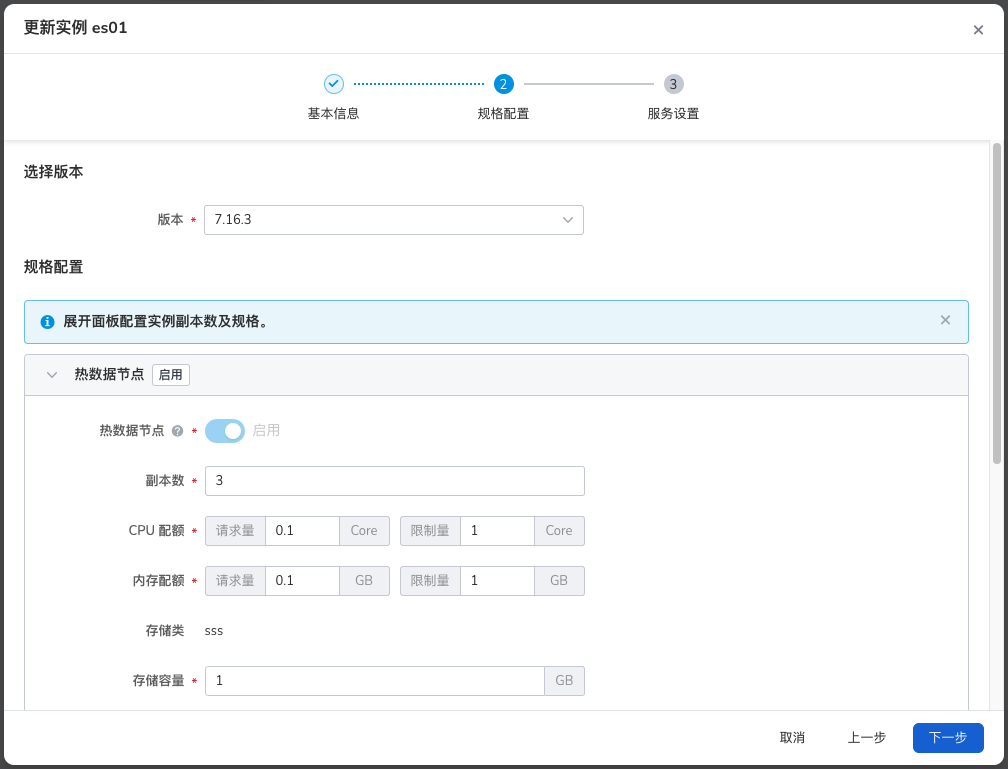 更新实例 es01
2
3
基本信息
规格配置
服务设置
选择版本
版本 * 7.16.3
规格配置
展开面板配置实例副本数及规格。
热数据节点 启用
热数据节点 ? * 启用
副本数 * 3
CPU 配额 * 请求量 0.1 Core 限制量 1 Core
内存配额 * 请求量 0.1 GB 限制量 1 GB
存储类 sss
存储容量 * 1 GB
取消 上一步 下一步